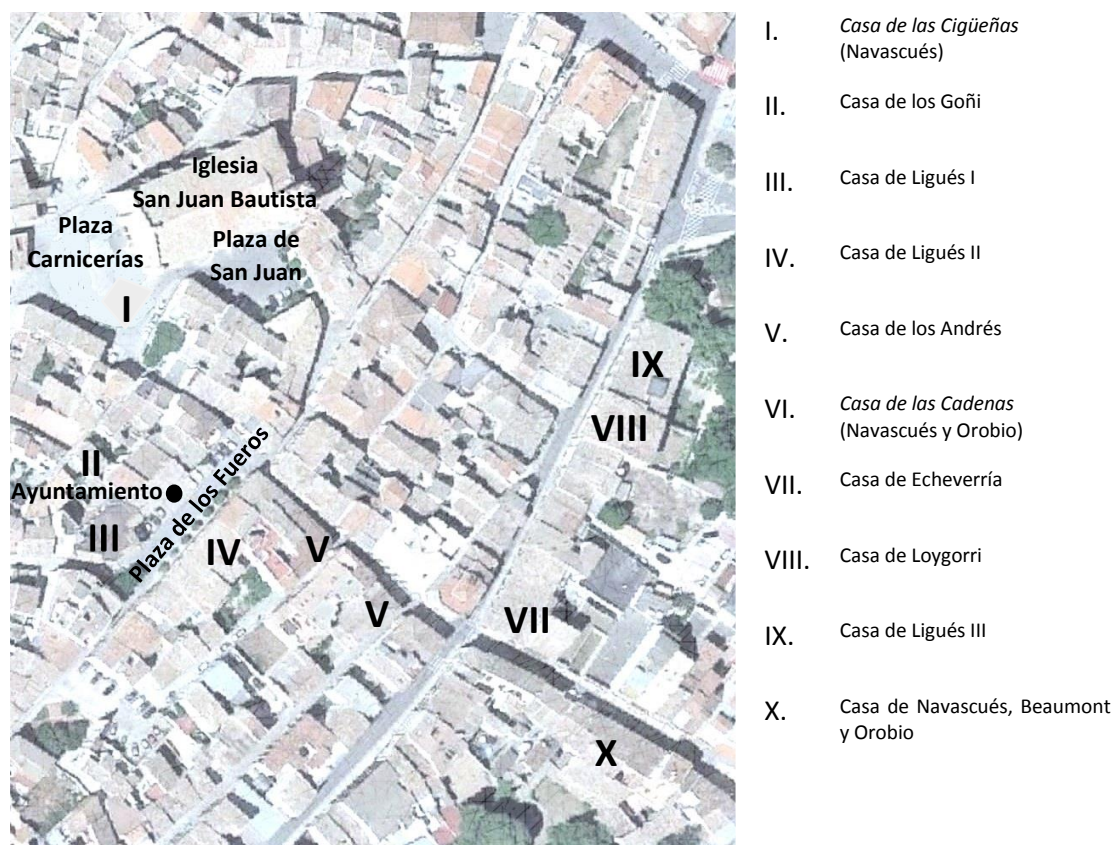 Iglesia
San Juan Bautista
Plaza
Carnicerías
Plaza de
San Juan
I
IX
VIII
II
Ayuntamiento
Plaza de los Fueros
III
IV
V
V
VII
X
I. Casa de las Cigüeñas
(Navascués)
II. Casa de los Goñi
III. Casa de Ligués I
IV. Casa de Ligués II
V. Casa de los Andrés
VI. Casa de las Cadenas
(Navascués y Orobio)
VII. Casa de Echeverría
VIII. Casa de Loygorri
IX. Casa de Ligués III
X. Casa de Navascués, Beaumont
y Orobio